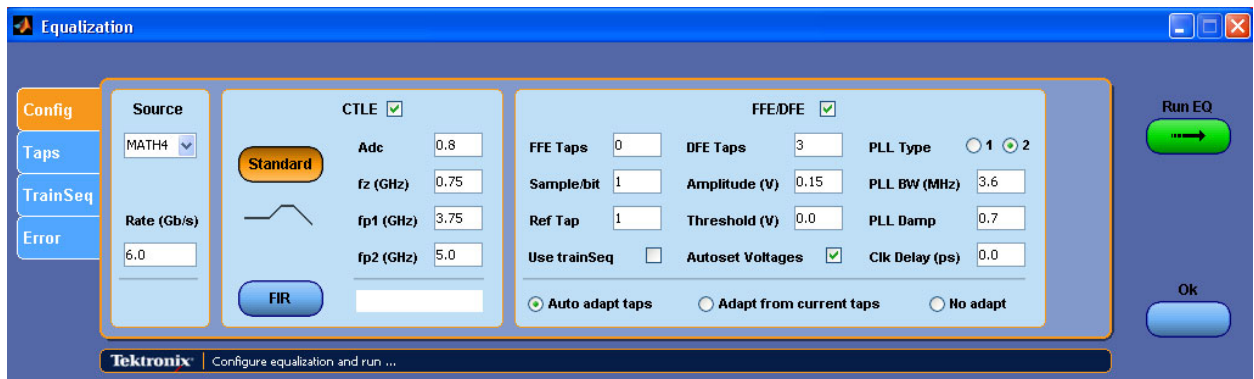 Equalization
Config
Taps
TrainSeq
Error
Source
MATH4
Rate (Gb/s)
6.0
CTLE
Standard
FIR
Adc 0.8
fz (GHz) 0.75
fp1 (GHz) 3.75
fp2 (GHz) 5.0
FFE/DFE
FFE Taps 0 DFE Taps 3 PLL Type 1 2
Sample/bit 1 Amplitude (V) 0.15 PLL BW (MHz) 3.6
Ref Tap 1 Threshold (V) 0.0 PLL Damp 0.7
Use trainSeq Autoset Voltages Clk Delay (ps) 0.0
Auto adapt taps Adapt from current taps No adapt
Run EQ
Ok
Tektronix Configure equalization and run ...